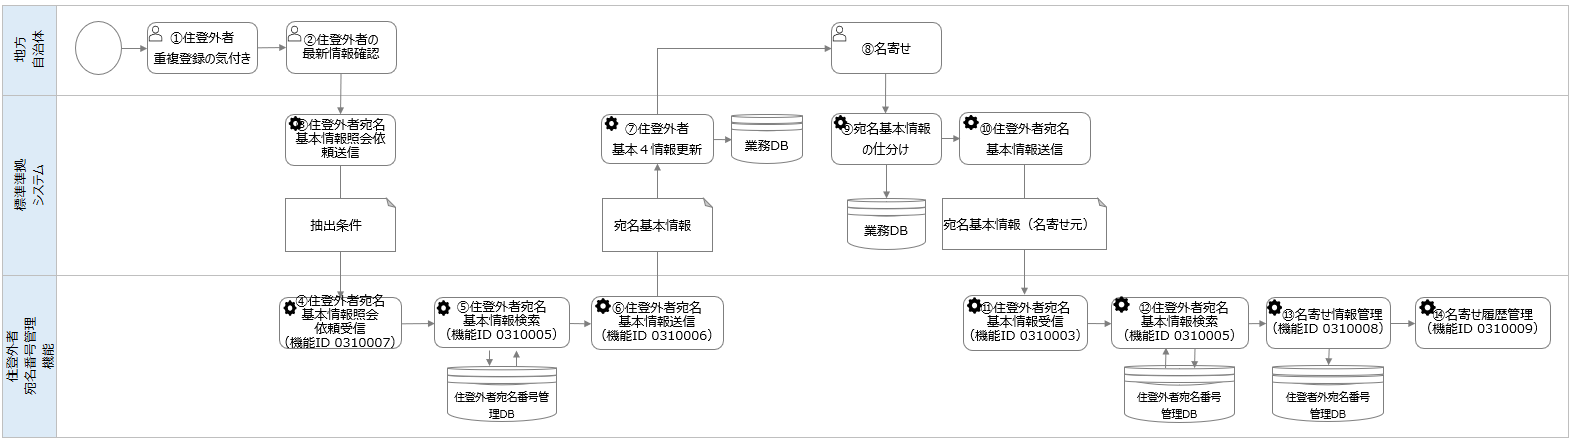 地方
自治体
①住登外者
重複登録の気付き
②住登外者の
最新情報確認
⑧名寄せ
標準準拠
システム
③住登外者宛名
基本情報照会依
頼送信
抽出条件
⑦住登外者
基本４情報更新
業務DB
宛名基本情報
⑨宛名基本情報
の仕分け
業務DB
⑩住登外者宛名
基本情報送信
宛名基本情報（名寄せ元）
住登外者
宛名番号管理
機能
④住登外者宛名
基本情報照会
依頼受信
（機能ID 0310007）
⑤住登外者宛名
基本情報検索
（機能ID 0310005）
住登外者宛名番号管
理DB
⑥住登外者宛名
基本情報送信
（機能ID 0310006）
⑪住登外者宛名
基本情報受信
（機能ID 0310003）
⑫住登外者宛名
基本情報検索
（機能ID 0310005）
住登外者宛名番号
管理DB
⑬名寄せ情報管理
（機能ID 0310008）
住登者外宛名番号
管理DB
⑭名寄せ履歴管理
（機能ID 0310009）